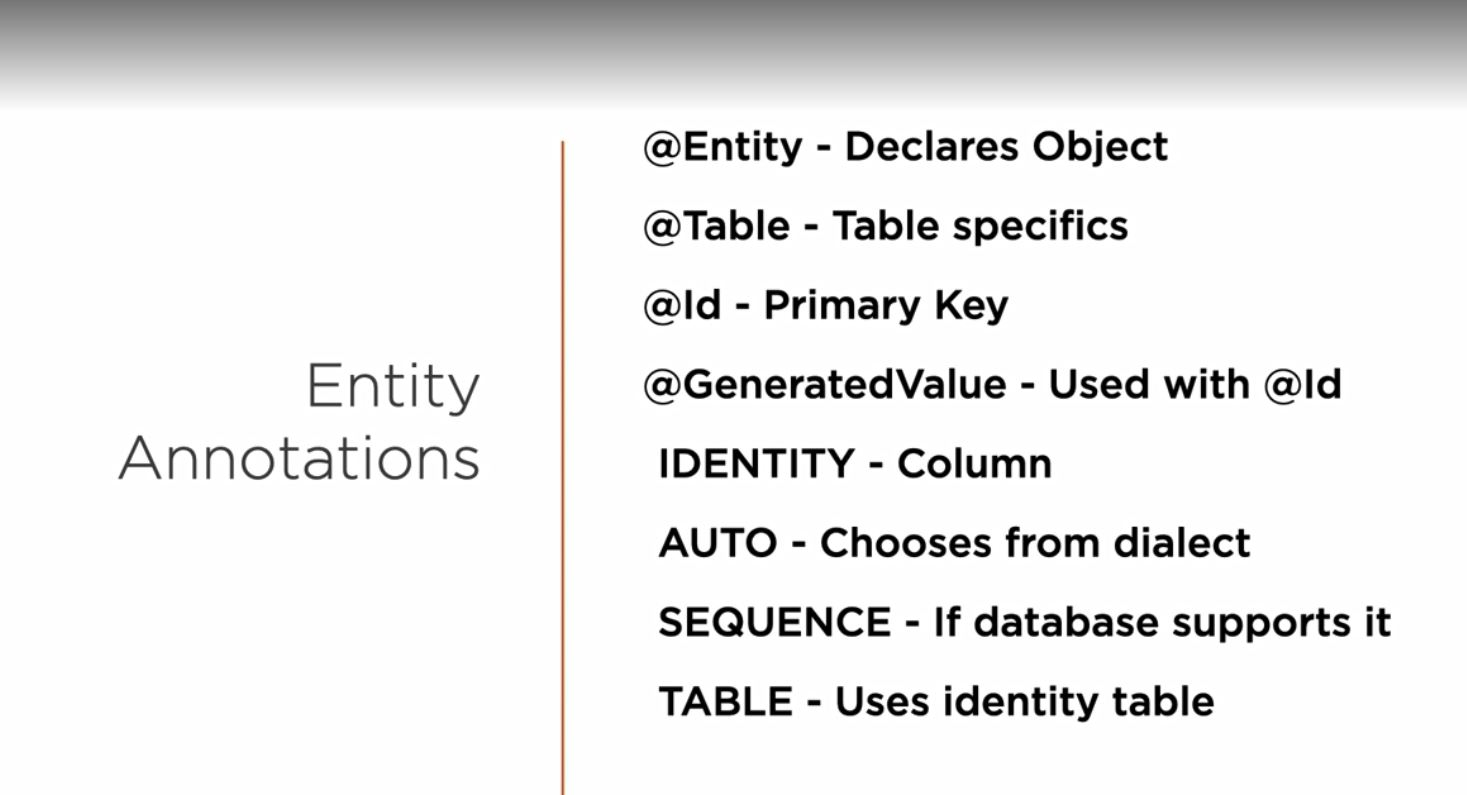 Entity
Annotations
@Entity - Declares Object
@Table - Table specifics
@Id - Primary Key
@GeneratedValue - Used with @Id
IDENTITY - Column
AUTO - Chooses from dialect
SEQUENCE - If database supports it
TABLE - Uses identity table